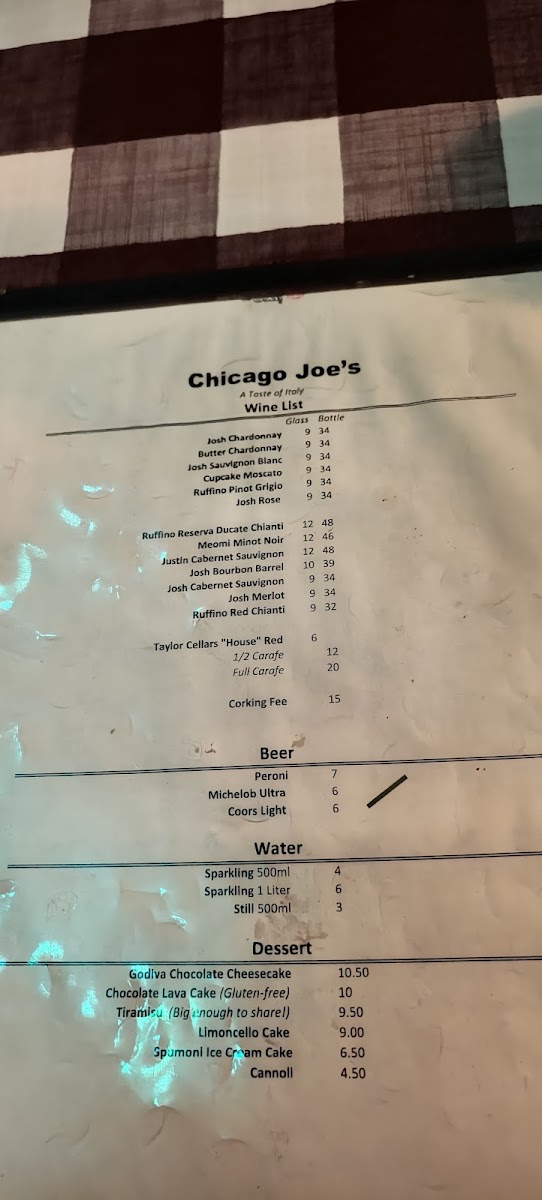 Chicago Joe's
A Taste of Italy
Wine List
Glass Bottle
Josh Chardonnay 9 34
Butter Chardonnay 9 34
Josh Sauvignon Blanc 9 34
Cupcake Moscato 9 34
Ruffino Pinot Grigio 9 34
Josh Rose 9 34
Ruffino Reserva Ducate Chianti 12 48
Meomi Minot Noir 12 46
Justin Cabernet Sauvignon 12 48
Josh Bourbon Barrel 10 39
Josh Cabernet Sauvignon 9 34
Josh Merlot 9 34
Ruffino Red Chianti 9 32
Taylor Cellars "House" Red 6
1/2 Carafe 12
Full Carafe 20
Corking Fee 15
Beer
Peroni 7
Michelob Ultra 6
Coors Light 6
Water
Sparkling 500ml 4
Sparkling 1 Liter 6
Still 500ml 3
Dessert
Godiva Chocolate Cheesecake 10.50
Chocolate Lava Cake (Gluten-free) 10
Tiramisu (Big enough to share!) 9.50
Limoncello Cake 9.00
Spumoni Ice Cream Cake 6.50
Cannoli 4.50